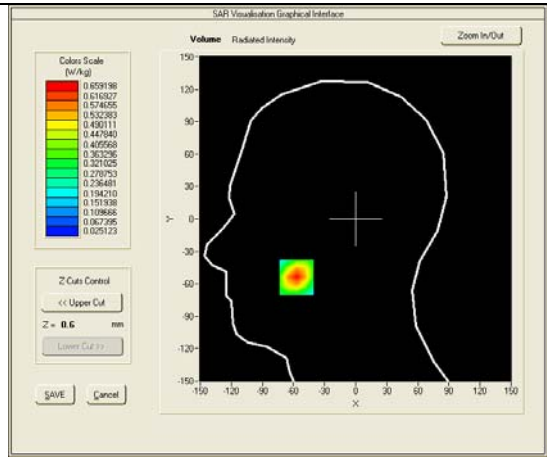 SAR Visualisation Graphical Interface
Volume Radiated Intensity
Zoom In/Out
Colors Scale
(W/kg)
0.659198
0.616927
0.574655
0.532383
0.490111
0.447840
0.405568
0.363296
0.321025
0.278753
0.236481
0.194210
0.151938
0.109666
0.067395
0.025123
Z Cuts Control
<< Upper Cut
Z = 0.6 mm
Lower Cut >>
SAVE Cancel
150
120
90
60
30
0
-30
-60
-90
-120
-150
Y
-150 -120 -90 -60 -30 0 30 60 90 120 150
X